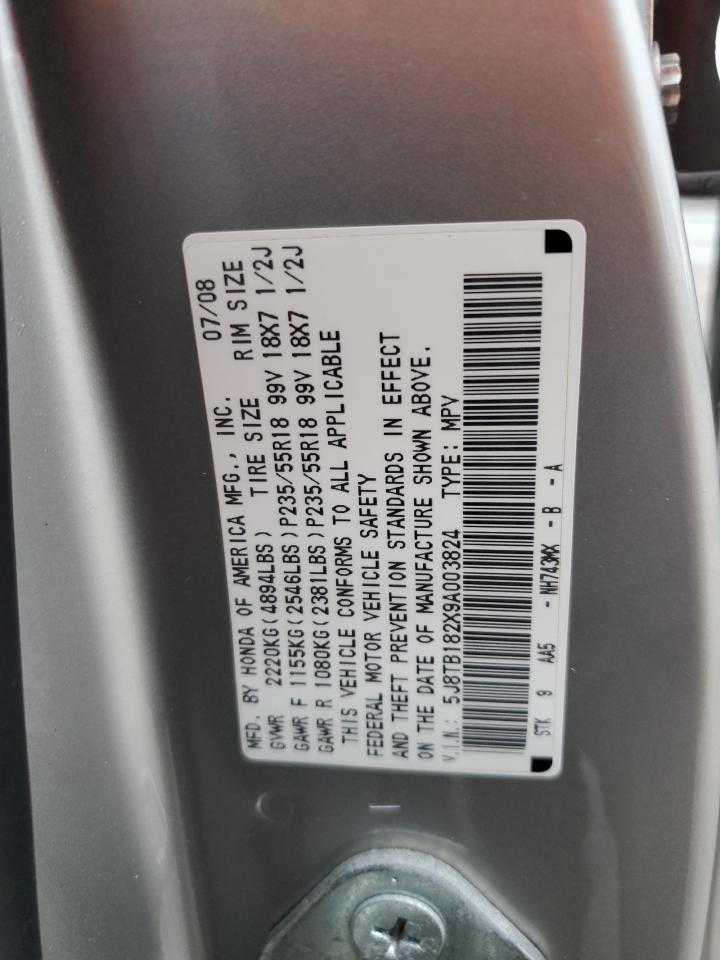 MFD. BY HONDA OF AMERICA MFG., INC. 07/08
GVWR 2220KG(4894LBS) TIRE SIZE RIM SIZE
GAWR F 1155KG(2546LBS)P235/55R18 99V 18X7 1/2J
GAWR R 1080KG(2381LBS)P235/55R18 99V 18X7 1/2J
THIS VEHICLE CONFORMS TO ALL APPLICABLE
FEDERAL MOTOR VEHICLE SAFETY
AND THEFT PREVENTION STANDARDS IN EFFECT
ON THE DATE OF MANUFACTURE SHOWN ABOVE.
V.I.N.: 5J8TB182X9A003824 TYPE: MPV
STK 9 AA5 - NH743MX - B - A